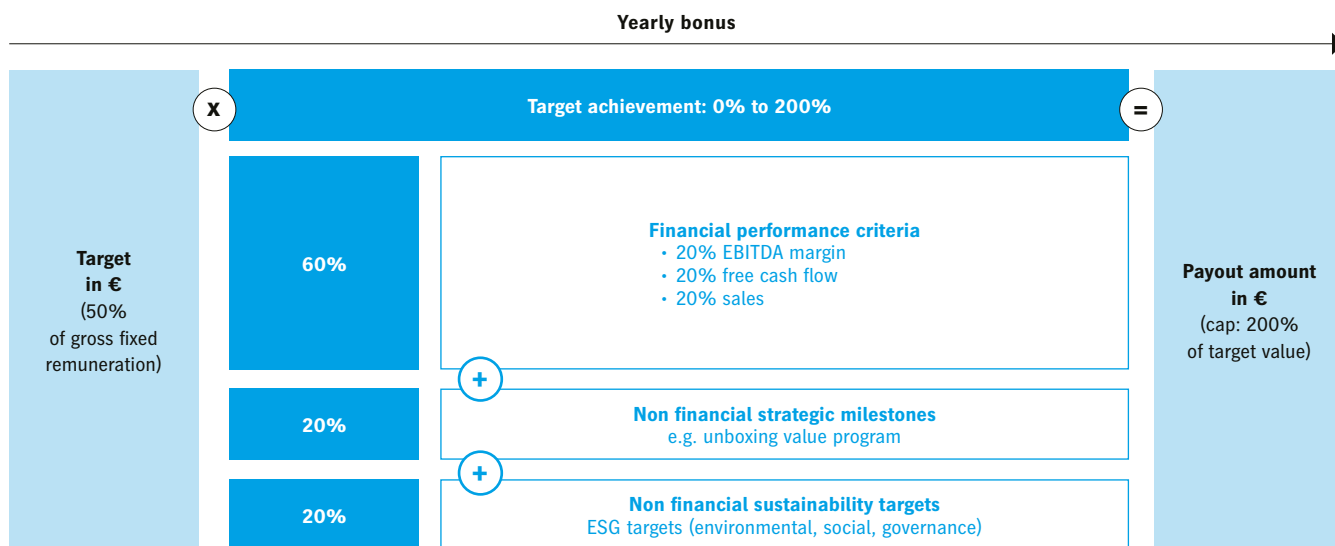 Yearly bonus
Target
in €
(50%
of gross fixed
remuneration)
X
Target achievement: 0% to 200%
=
60%
Financial performance criteria
• 20% EBITDA margin
• 20% free cash flow
• 20% sales
+
20%
Non financial strategic milestones
e.g. unboxing value program
+
20%
Non financial sustainability targets
ESG targets (environmental, social, governance)
Payout amount
in €
(cap: 200%
of target value)